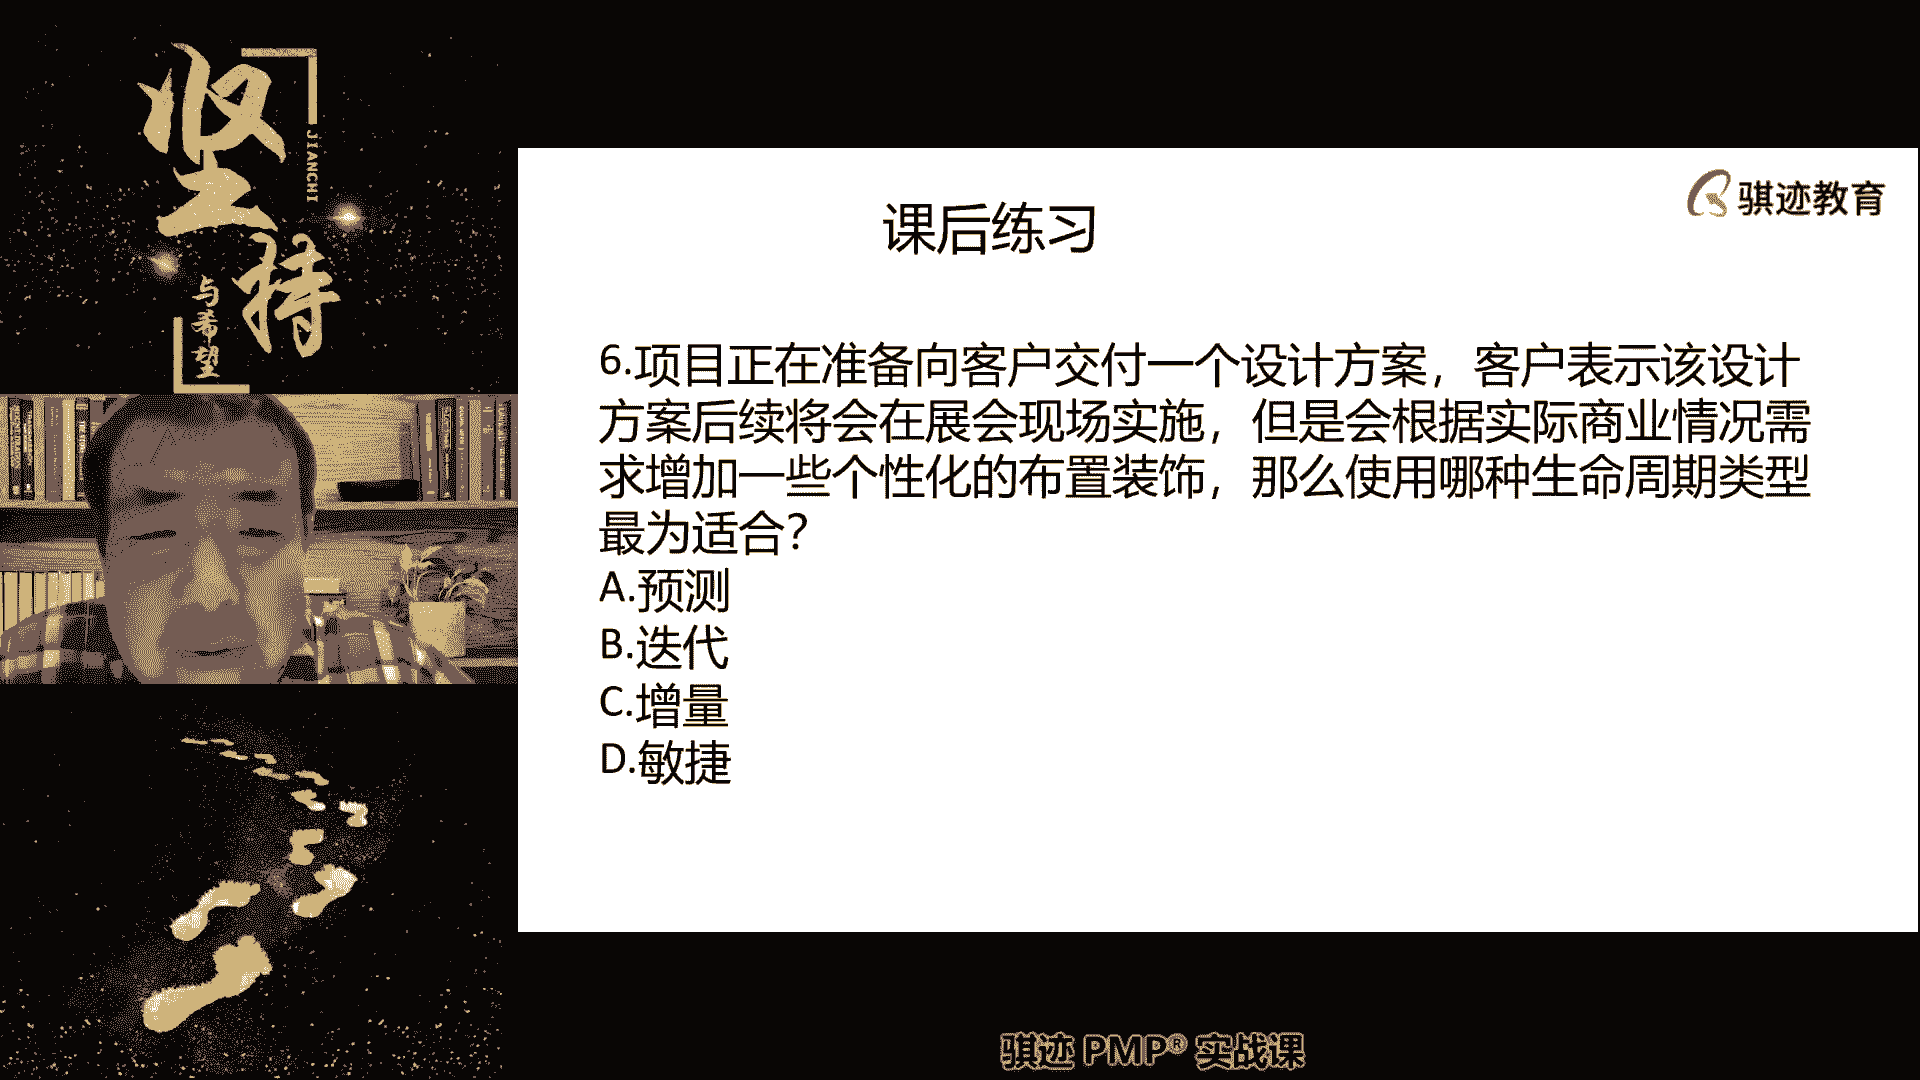 坚持
JIANCHI
与希望
骐迹教育
课后练习
6.项目正在准备向客户交付一个设计方案，客户表示该设计
方案后续将会在展会现场实施，但是会根据实际商业情况需
求增加一些个性化的布置装饰，那么使用哪种生命周期类型
最为适合？
A.预测
B.迭代
C.增量
D.敏捷
骐迹 PMP® 实战课